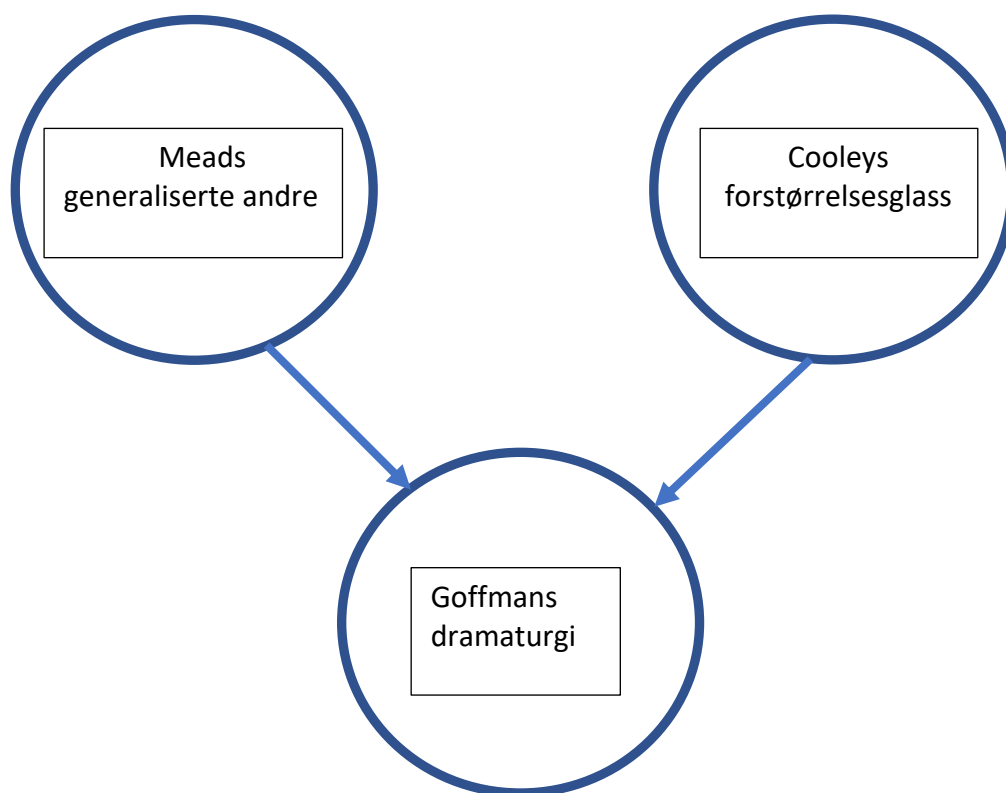 Meads
generaliserte andre
Cooleys
forstørrelsesglass
Goffmans
dramaturgi